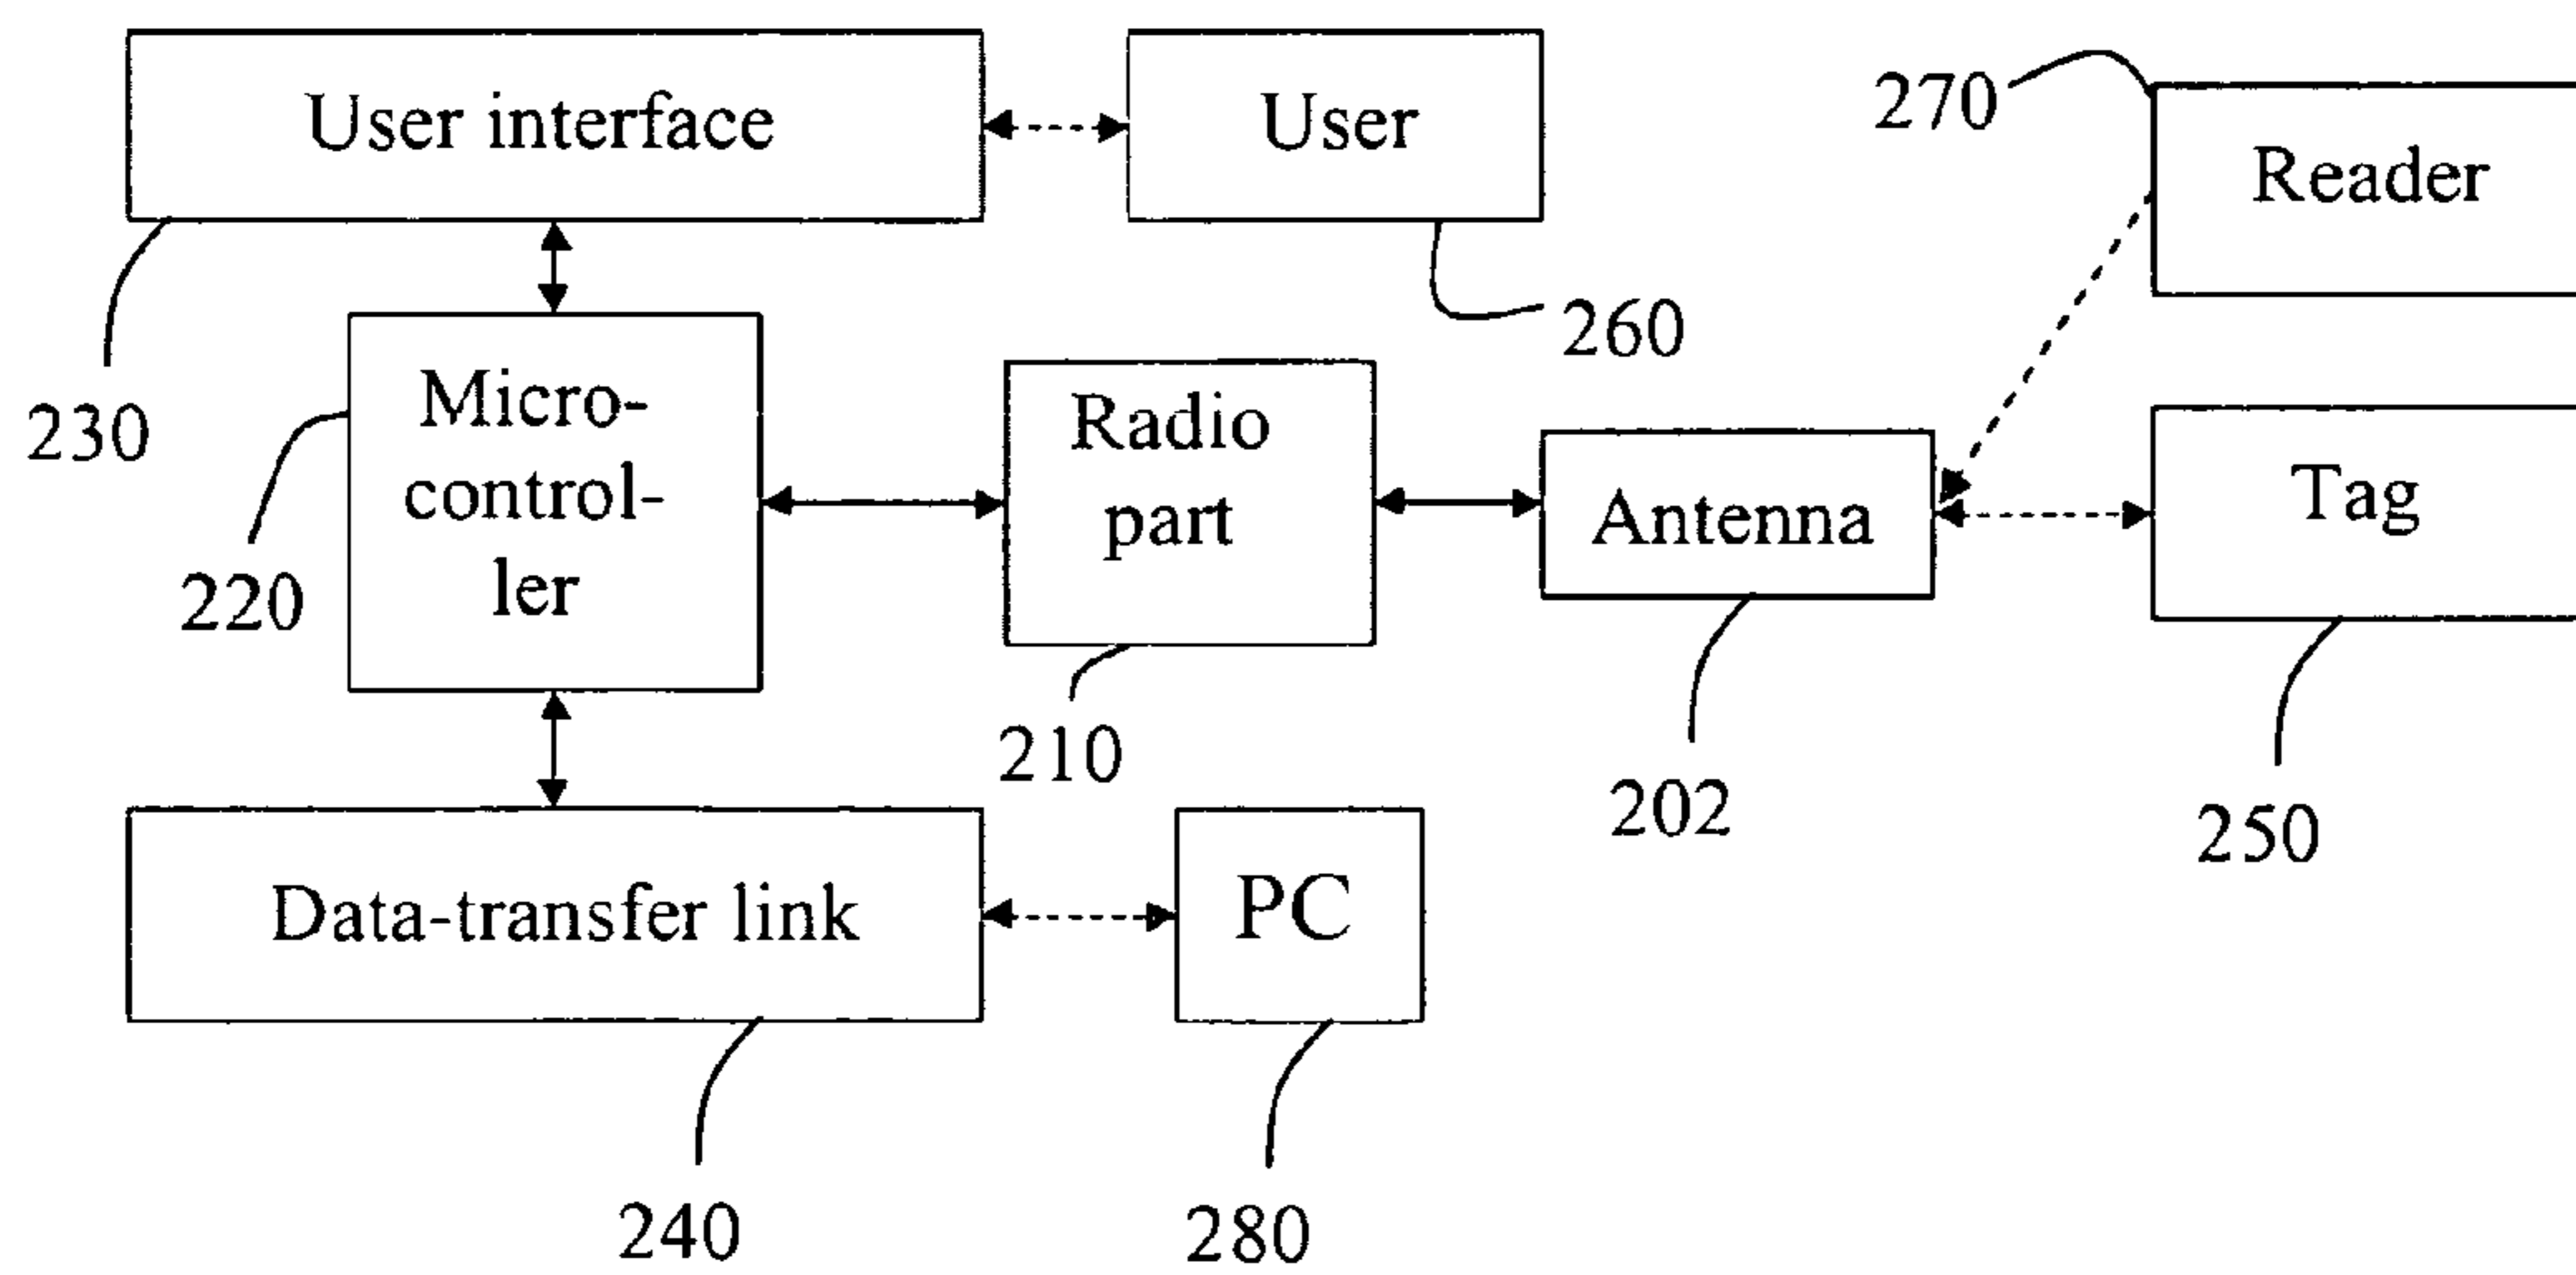 User interface
User
270
Reader
230
260
Micro-
control-
ler
220
Radio
part
Antenna
Tag
210
202
250
Data-transfer link
PC
240
280